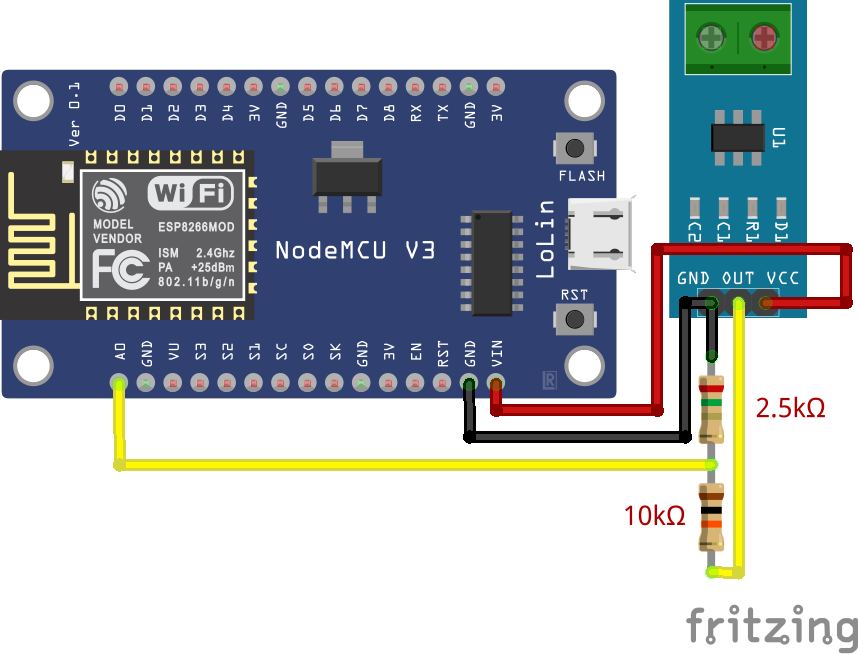 D0 D1 D2 D3 D4 3V GND D5 D6 D7 D8 RX TX GND 3V
Ver 0.1
FLASH
U1
WiFi
MODEL
VENDOR
ESP8266MOD
FC
ISM 2.4Ghz
PA +25dBm
802.11b/g/n
NodeMCU V3
LoLin
RST
C2 C1 R1 D1
GND OUT VCC
A0 GND VU S3 S2 S1 SC S0 SK GND 3V EN RST GND VIN
R
2.5kΩ
10kΩ
fritzing